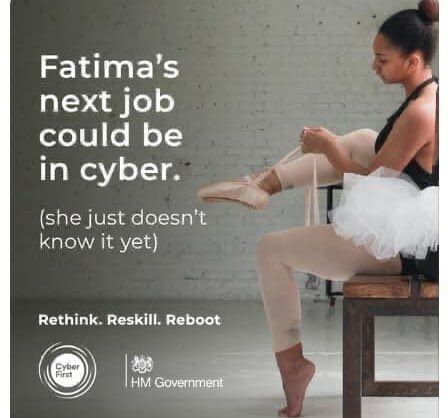 Fatima's
next job
could be
in cyber.
(she just doesn't
know it yet)
Rethink. Reskill. Reboot
Cyber
First
HM Government